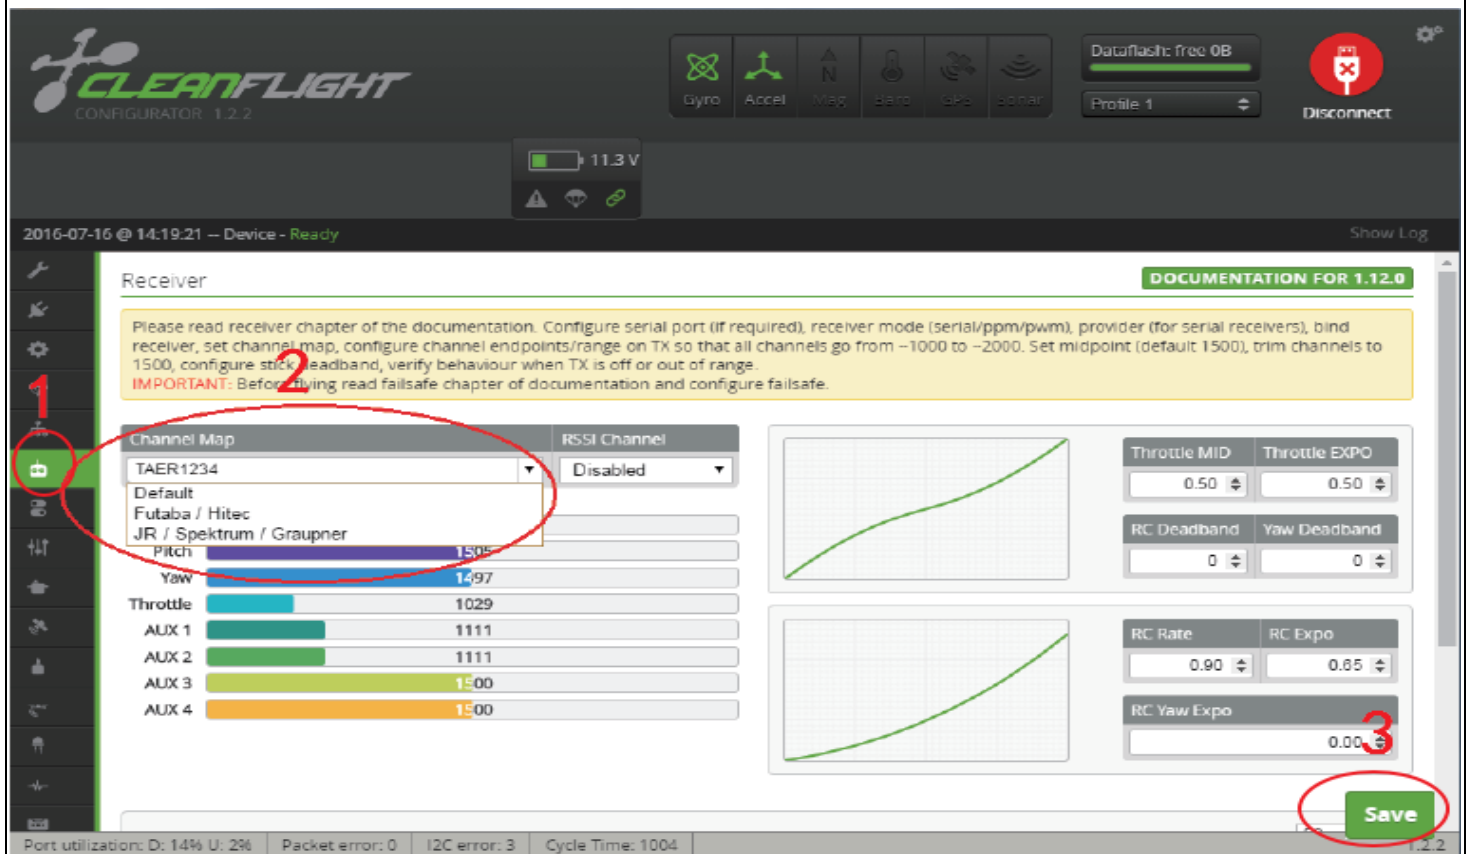 CLEANFLIGHT
CONFIGURATOR 1.2.2
Gyro
Accel
Mag
Baro
GPS
Sonar
Dataflash: free 0B
Profile 1
Disconnect
11.3 V
2016-07-16 @ 14:19:21 -- Device - Ready
Show Log
Receiver
DOCUMENTATION FOR 1.12.0
Please read receiver chapter of the documentation. Configure serial port (if required), receiver mode (serial/ppm/pwm), provider (for serial receivers), bind
receiver, set channel map, configure channel endpoints/range on TX so that all channels go from ~1000 to ~2000. Set midpoint (default 1500), trim channels to
1500, configure stick deadband, verify behaviour when TX is off or out of range.
IMPORTANT: Before flying read failsafe chapter of documentation and configure failsafe.
1
2
Channel Map
RSSI Channel
TAER1234
Disabled
Default
Futaba / Hitec
JR / Spektrum / Graupner
Pitch 1505
Yaw 1497
Throttle 1029
AUX 1 1111
AUX 2 1111
AUX 3 1500
AUX 4 1500
Throttle MID
Throttle EXPO
0.50
0.50
RC Deadband
Yaw Deadband
0
0
RC Rate
RC Expo
0.90
0.65
RC Yaw Expo
0.00
3
Save
Port utilization: D: 14% U: 2%
Packet error: 0
I2C error: 3
Cycle Time: 1004
1.2.2